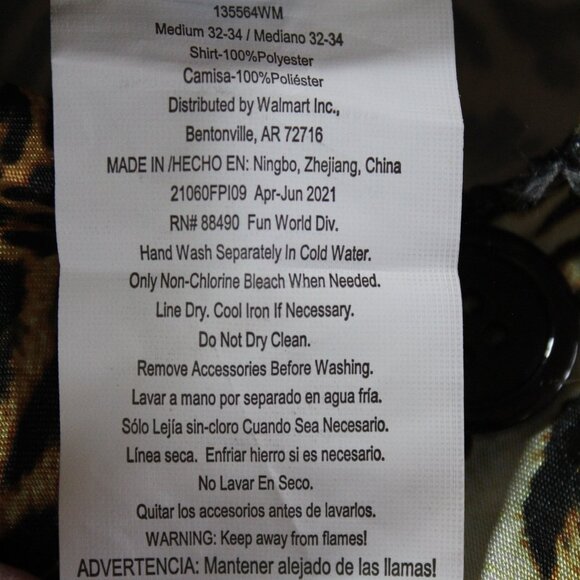 135564WM
Medium 32-34 / Mediano 32-34
Shirt-100%Polyester
Camisa-100%Poliéster
Distributed by Walmart Inc.,
Bentonville, AR 72716
MADE IN /HECHO EN: Ningbo, Zhejiang, China
21060FPI09 Apr-Jun 2021
RN# 88490 Fun World Div.
Hand Wash Separately In Cold Water.
Only Non-Chlorine Bleach When Needed.
Line Dry. Cool Iron If Necessary.
Do Not Dry Clean.
Remove Accessories Before Washing.
Lavar a mano por separado en agua fría.
Sólo Lejía sin-cloro Cuando Sea Necesario.
Línea seca. Enfriar hierro si es necesario.
No Lavar En Seco.
Quitar los accesorios antes de lavarlos.
WARNING: Keep away from flames!
ADVERTENCIA: Mantener alejado de las llamas!